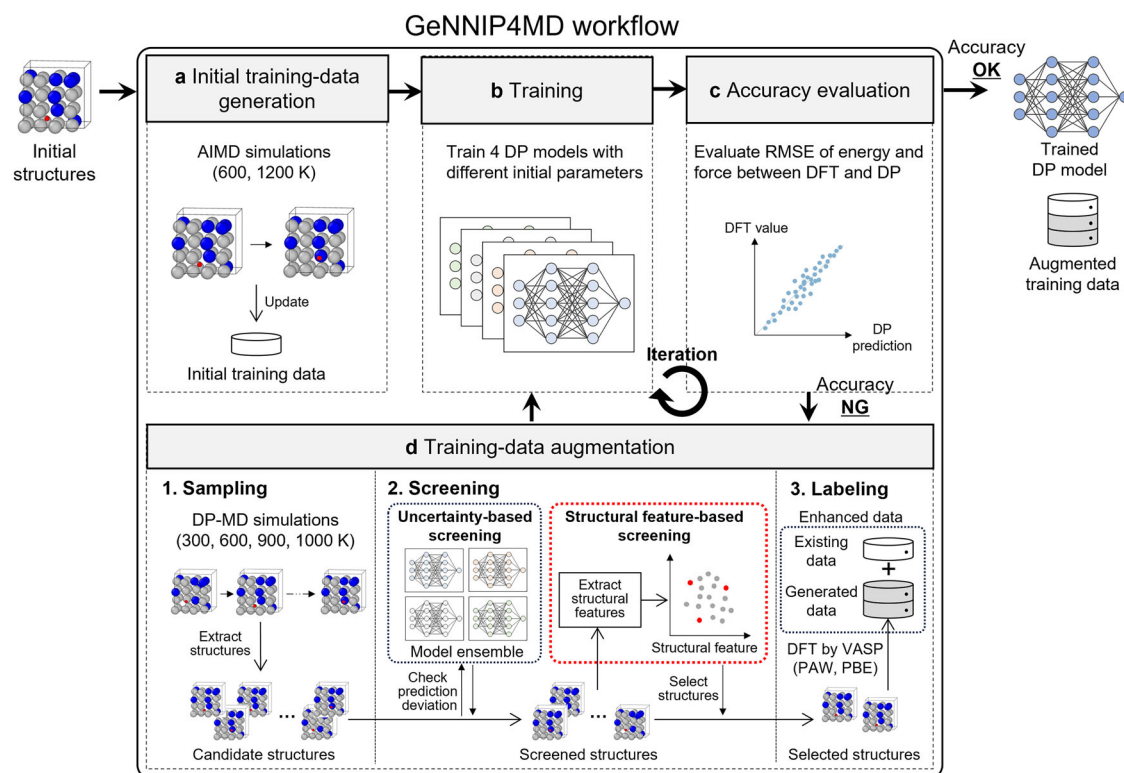 GeNNIP4MD workflow
Initial
structures
a Initial training-data
generation
AIMD simulations
(600, 1200 K)
Update
Initial training data
b Training
Train 4 DP models with
different initial parameters
c Accuracy evaluation
Evaluate RMSE of energy and
force between DFT and DP
DFT value
DP
prediction
Accuracy
OK
Trained
DP model
Augmented
training data
Iteration
Accuracy
NG
d Training-data augmentation
1. Sampling
DP-MD simulations
(300, 600, 900, 1000 K)
Extract
structures
...
Candidate structures
2. Screening
Uncertainty-based
screening
Model ensemble
Check
prediction
deviation
Structural feature-based
screening
Extract
structural
features
Structural feature
Select
structures
...
Screened structures
3. Labeling
Enhanced data
Existing
data
+
Generated
data
DFT by VASP
(PAW, PBE)
Selected structures